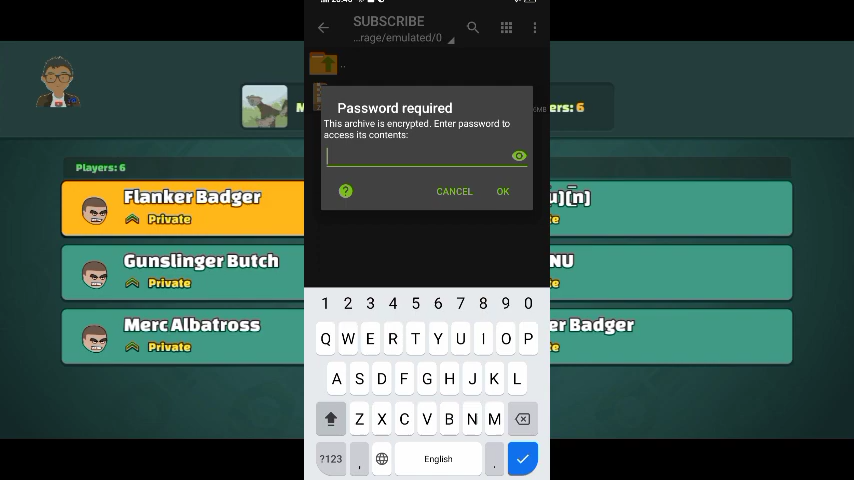 SUBSCRIBE
...rage/emulated/0
..
Password required
This archive is encrypted. Enter password to
access its contents:
CANCEL
OK
ers: 6
Players: 6
Flanker Badger
Private
Gunslinger Butch
Private
NU
Merc Albatross
Private
er Badger
1 2 3 4 5 6 7 8 9 0
Q W E R T Y U I O P
A S D F G H J K L
Z X C V B N M
?123 , English .